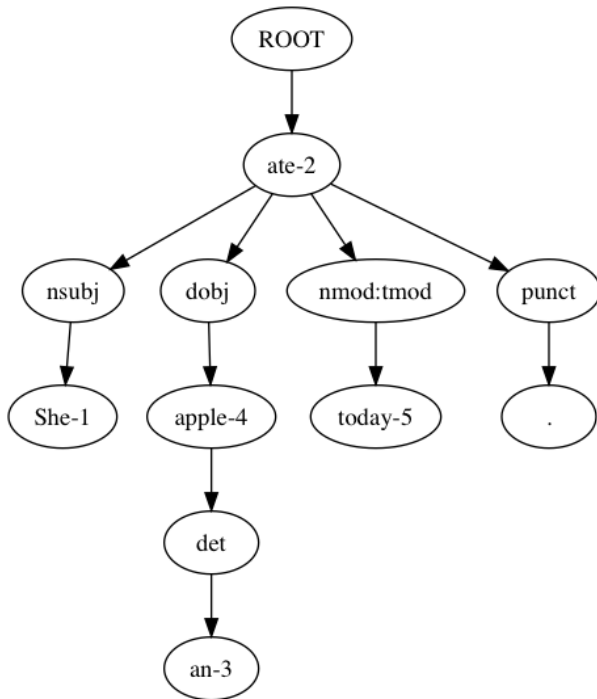 ROOT
ate-2
nsubj dobj nmod:tmod punct
She-1 apple-4 today-5 .
det
an-3